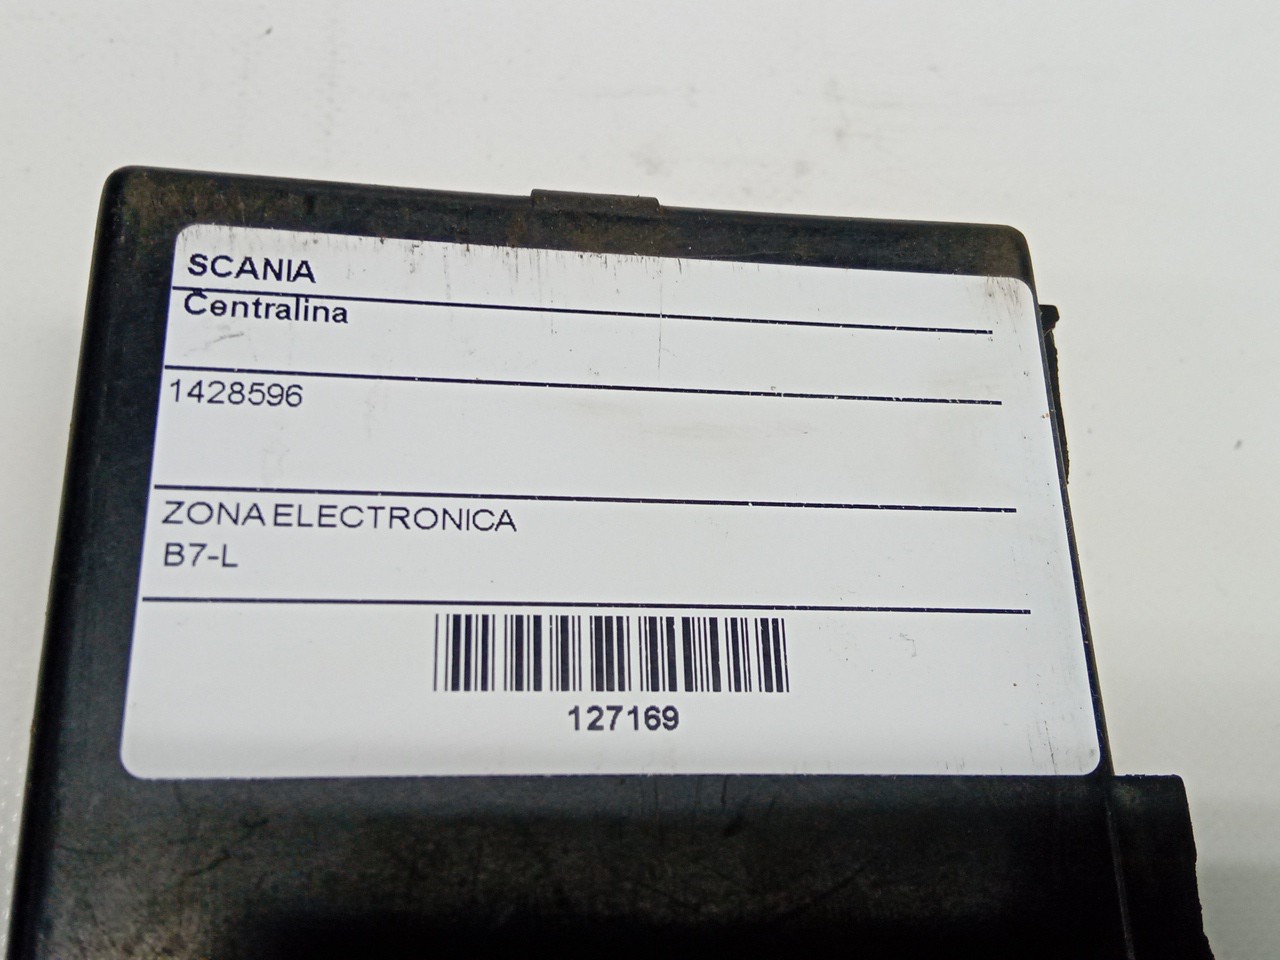 SCANIA
Centralina
1428596
ZONA ELECTRONICA
B7-L
127169